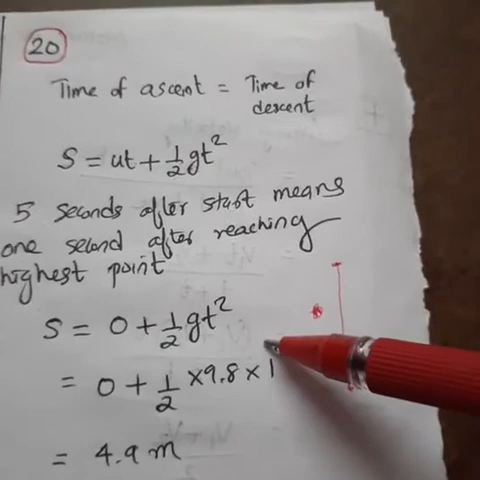 20
Time of ascent = Time of
descent
S = ut + ½gt²
5 seconds after start means
one second after reaching
highest point
S = 0 + ½gt²
= 0 + ½ × 9.8 × 1
= 4.9 m